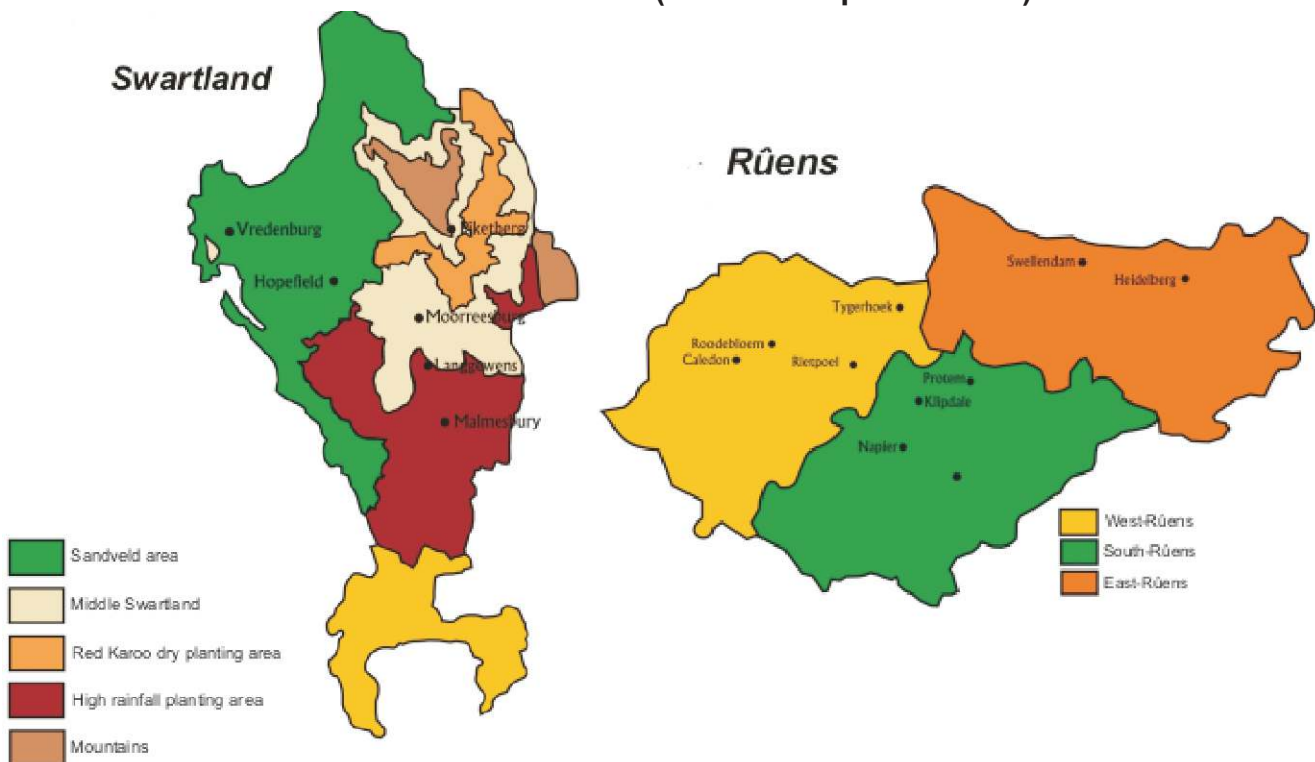 Swartland
Rûens
Vredenburg
Piketberg
Hopefield
Moorreesburg
Langgewens
Malmesbury
Swellendam
Heidelberg
Tygerhoek
Roodebloem
Caledon
Rietpoel
Protem
Klipdale
Napier
Sandveld area
Middle Swartland
Red Karoo dry planting area
High rainfall planting area
Mountains
West-Rûens
South-Rûens
East-Rûens